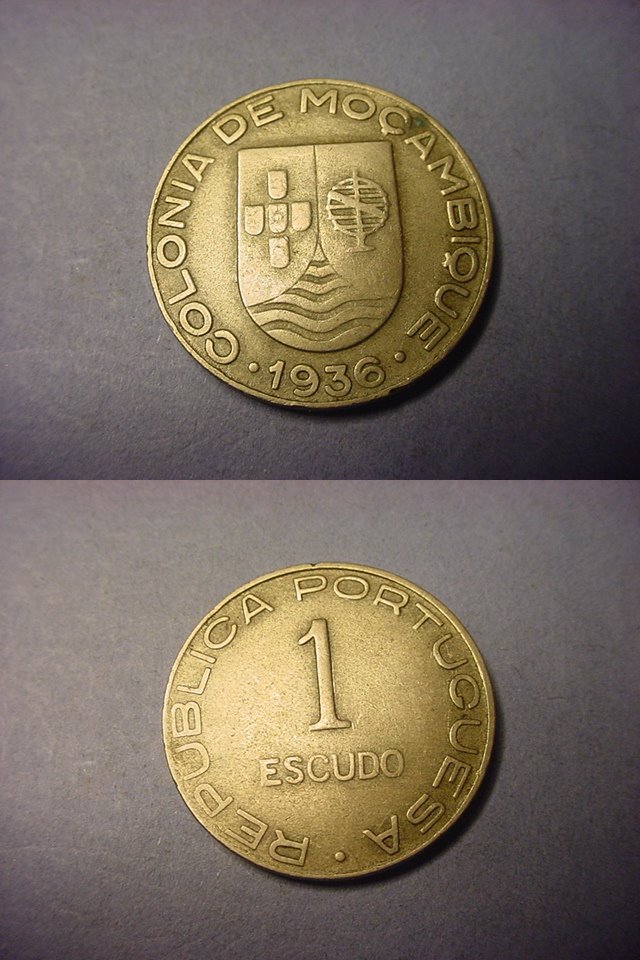 COLONIA DE MOÇAMBIQUE
· 1936 ·
REPUBLICA PORTUGUESA ·
1
ESCUDO